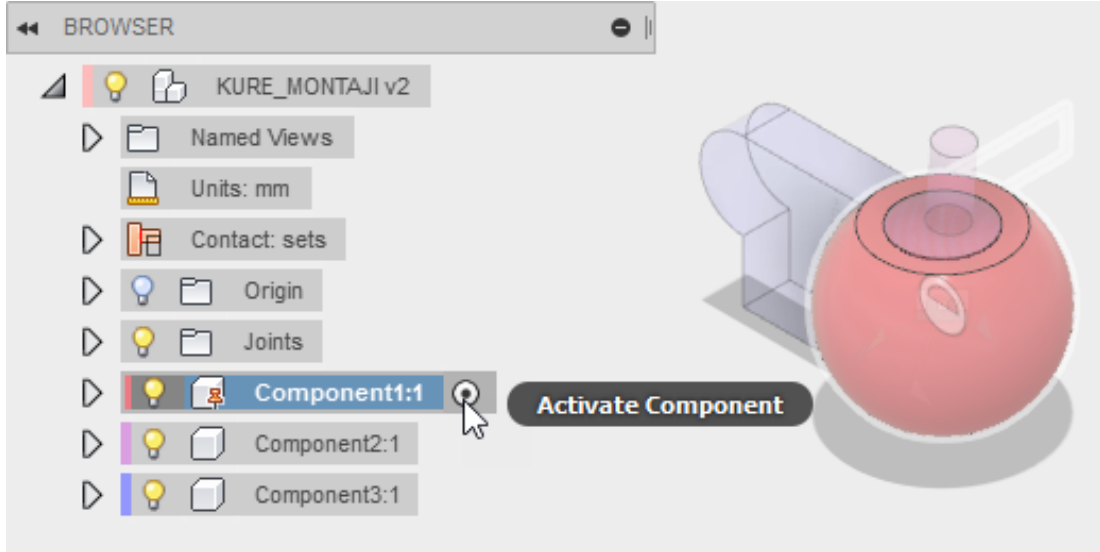 BROWSER
KURE_MONTAJI v2
Named Views
Units: mm
Contact: sets
Origin
Joints
Component1:1
Activate Component
Component2:1
Component3:1